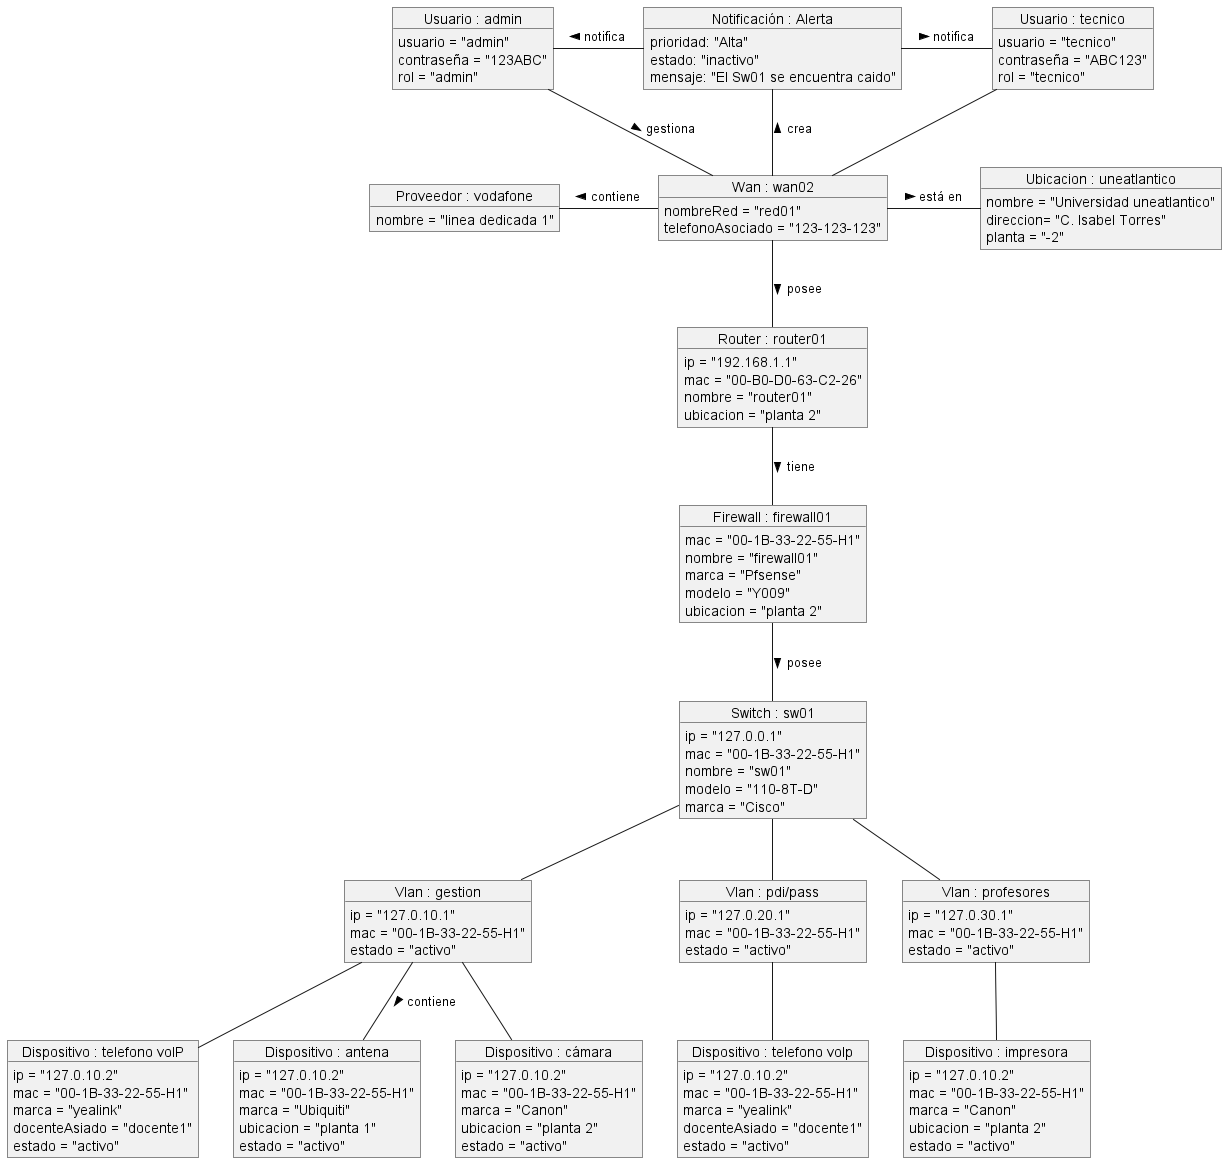 Usuario : admin
usuario = "admin"
contraseña = "123ABC"
rol = "admin"
notifica
Notificación : Alerta
prioridad: "Alta"
estado: "inactivo"
mensaje: "El Sw01 se encuentra caido"
notifica
Usuario : tecnico
usuario = "tecnico"
contraseña = "ABC123"
rol = "tecnico"
gestiona
crea
Proveedor : vodafone
nombre = "linea dedicada 1"
contiene
Wan : wan02
nombreRed = "red01"
telefonoAsociado = "123-123-123"
está en
Ubicacion : uneatlantico
nombre = "Universidad uneatlantico"
direccion= "C. Isabel Torres"
planta = "-2"
posee
Router : router01
ip = "192.168.1.1"
mac = "00-B0-D0-63-C2-26"
nombre = "router01"
ubicacion = "planta 2"
tiene
Firewall : firewall01
mac = "00-1B-33-22-55-H1"
nombre = "firewall01"
marca = "Pfsense"
modelo = "Y009"
ubicacion = "planta 2"
posee
Switch : sw01
ip = "127.0.0.1"
mac = "00-1B-33-22-55-H1"
nombre = "sw01"
modelo = "110-8T-D"
marca = "Cisco"
Vlan : gestion
ip = "127.0.10.1"
mac = "00-1B-33-22-55-H1"
estado = "activo"
Vlan : pdi/pass
ip = "127.0.20.1"
mac = "00-1B-33-22-55-H1"
estado = "activo"
Vlan : profesores
ip = "127.0.30.1"
mac = "00-1B-33-22-55-H1"
estado = "activo"
contiene
Dispositivo : telefono voIP
ip = "127.0.10.2"
mac = "00-1B-33-22-55-H1"
marca = "yealink"
docenteAsiado = "docente1"
estado = "activo"
Dispositivo : antena
ip = "127.0.10.2"
mac = "00-1B-33-22-55-H1"
marca = "Ubiquiti"
ubicacion = "planta 1"
estado = "activo"
Dispositivo : cámara
ip = "127.0.10.2"
mac = "00-1B-33-22-55-H1"
marca = "Canon"
ubicacion = "planta 2"
estado = "activo"
Dispositivo : telefono voIp
ip = "127.0.10.2"
mac = "00-1B-33-22-55-H1"
marca = "yealink"
docenteAsiado = "docente1"
estado = "activo"
Dispositivo : impresora
ip = "127.0.10.2"
mac = "00-1B-33-22-55-H1"
marca = "Canon"
ubicacion = "planta 2"
estado = "activo"